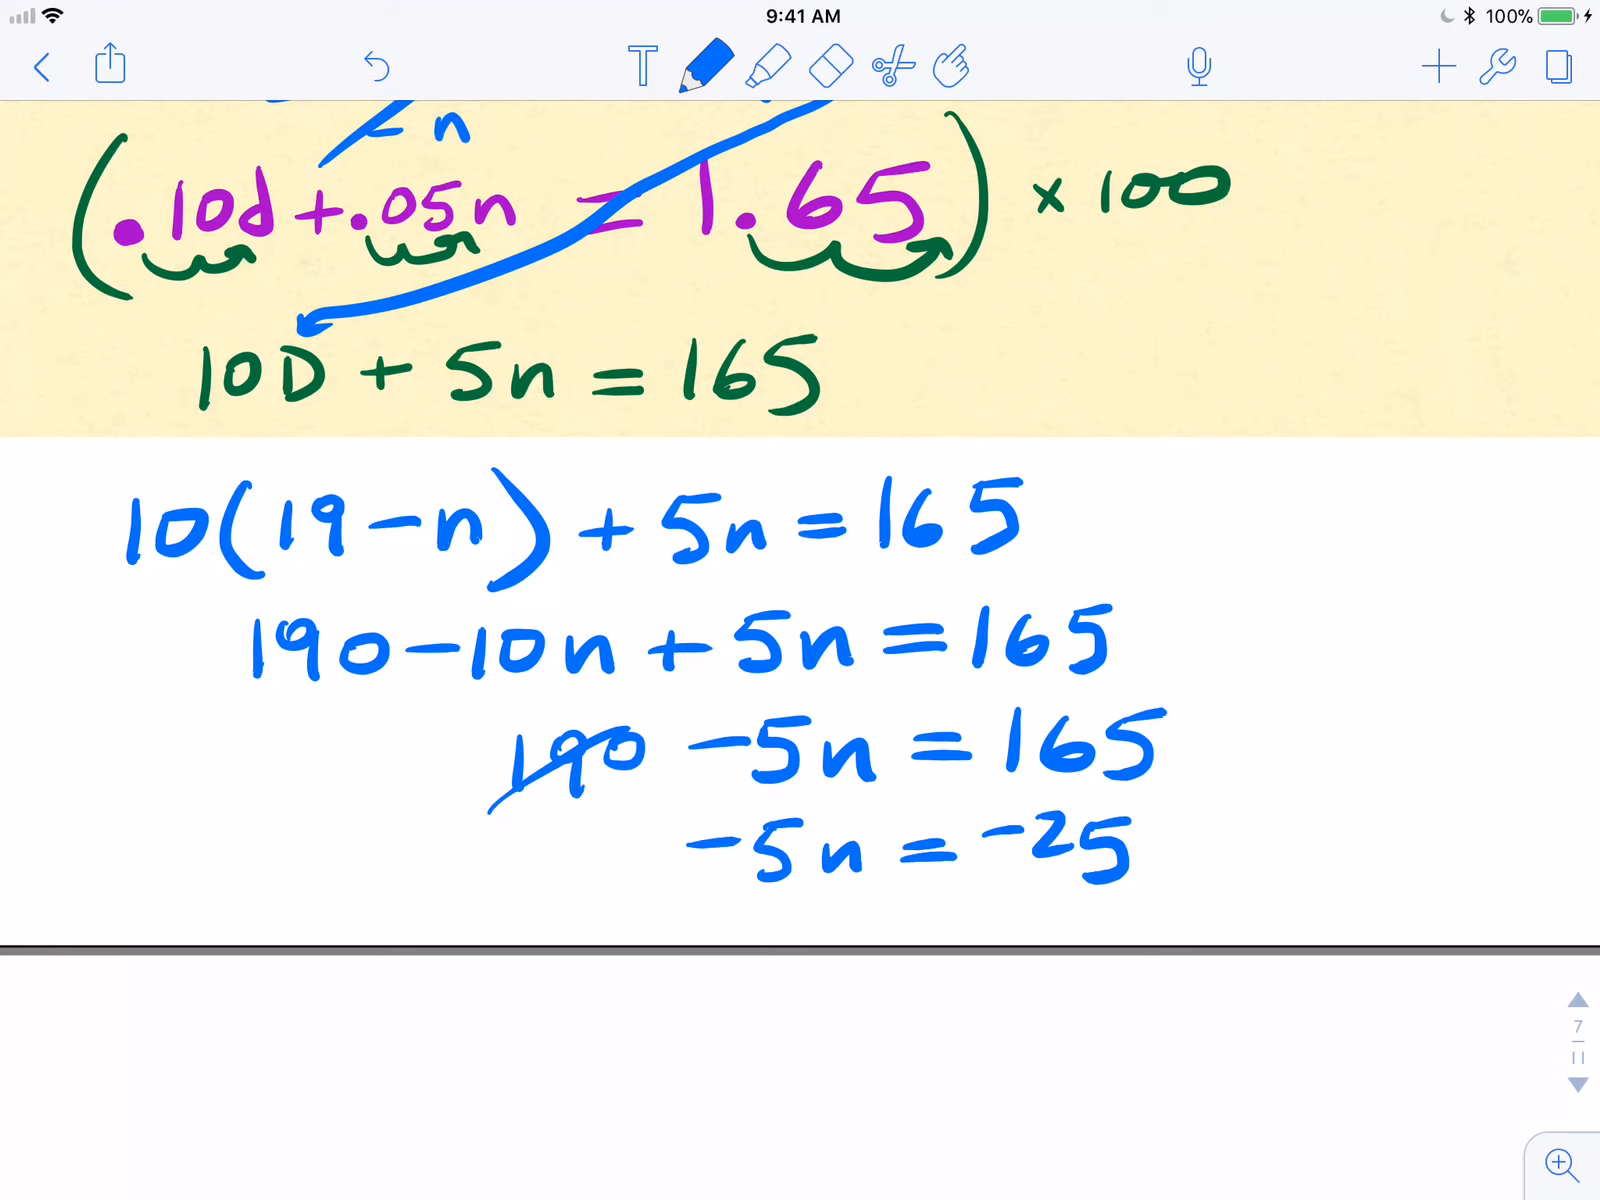 9:41 AM 100%
T
- n
(.10d + .05n = 1.65) × 100
10D + 5n = 165
10(19 - n) + 5n = 165
190 - 10n + 5n = 165
190 - 5n = 165
-5n = -25
7
11